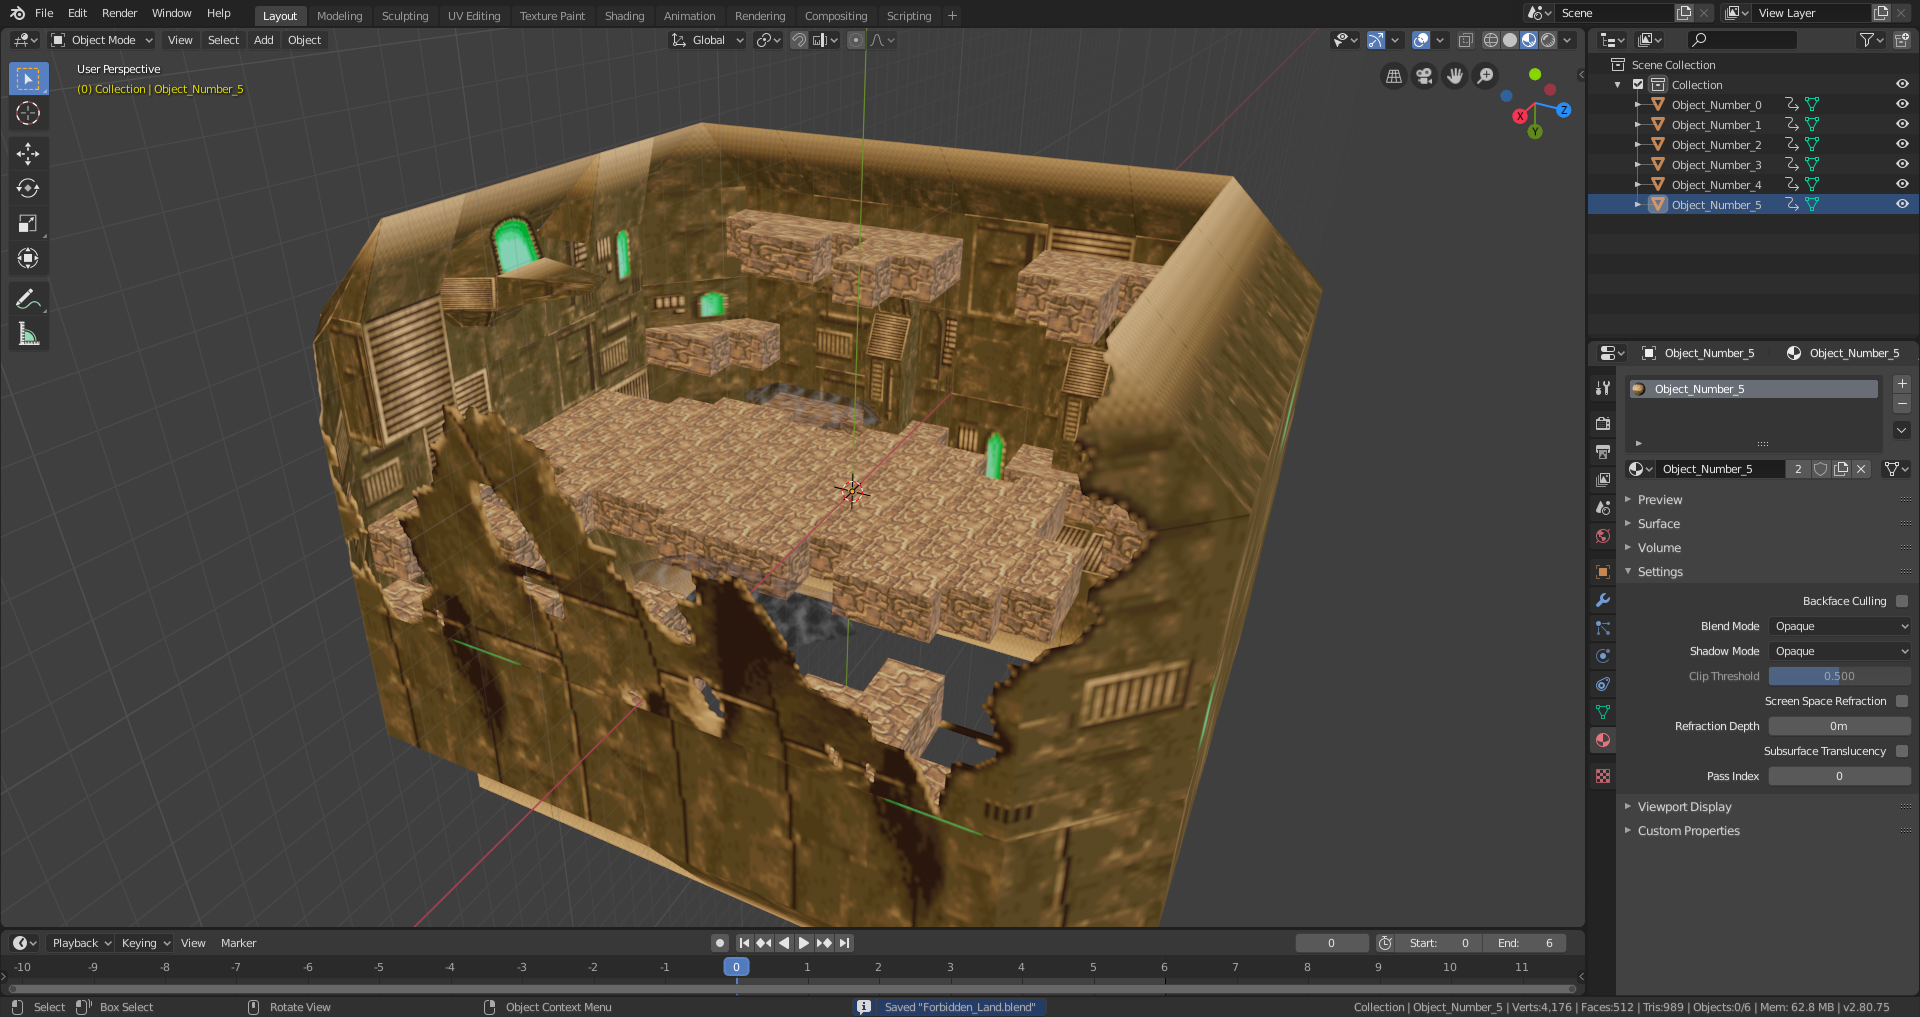 File Edit Render Window Help Layout Modeling Sculpting UV Editing Texture Paint Shading Animation Rendering Compositing Scripting + Scene View Layer
Object Mode View Select Add Object Global
User Perspective
(0) Collection | Object_Number_5
X
Y
Z
Scene Collection
Collection
Object_Number_0
Object_Number_1
Object_Number_2
Object_Number_3
Object_Number_4
Object_Number_5
Object_Number_5 Object_Number_5
Object_Number_5
Object_Number_5 2
Preview
Surface
Volume
Settings
Backface Culling
Blend Mode Opaque
Shadow Mode Opaque
Clip Threshold 0.500
Screen Space Refraction
Refraction Depth 0m
Subsurface Translucency
Pass Index 0
Viewport Display
Custom Properties
Playback Keying View Marker 0 Start: 0 End: 6
-10 -9 -8 -7 -6 -5 -4 -3 -2 -1 0 1 2 3 4 5 6 7 8 9 10 11
Select Box Select Rotate View Object Context Menu Saved "Forbidden_Land.blend" Collection | Object_Number_5 | Verts:4,176 | Faces:512 | Tris:989 | Objects:0/6 | Mem: 62.8 MB | v2.80.75